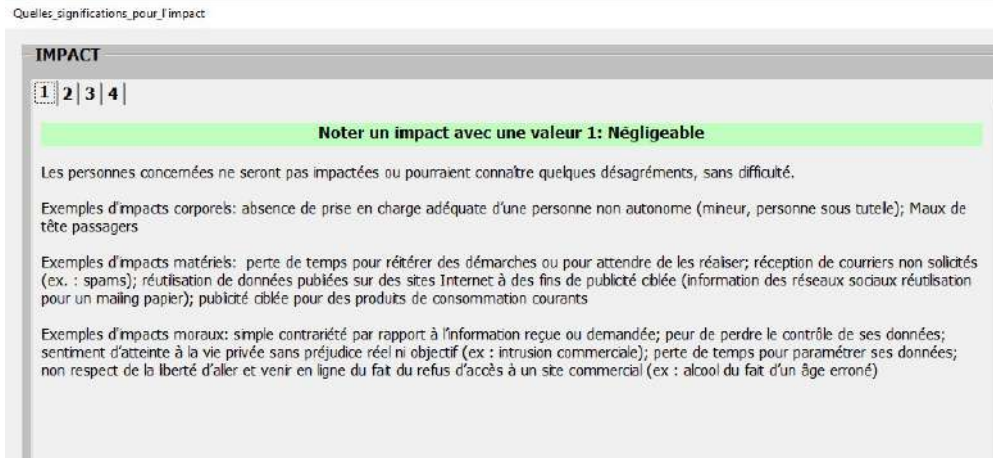 Quelles_significations_pour_l'impact
IMPACT
1 2 3 4
Noter un impact avec une valeur 1: Négligeable
Les personnes concernées ne seront pas impactées ou pourraient connaître quelques désagréments, sans difficulté.
Exemples d'impacts corporels: absence de prise en charge adéquate d'une personne non autonome (mineur, personne sous tutelle); Maux de
tête passagers
Exemples d'impacts matériels: perte de temps pour réitérer des démarches ou pour attendre de les réaliser; réception de courriers non solicités
(ex. : spams); réutilisation de données publiées sur des sites Internet à des fins de publicité ciblée (information des réseaux sociaux réutilisation
pour un mailing papier); publicité ciblée pour des produits de consommation courants
Exemples d'impacts moraux: simple contrariété par rapport à l'information reçue ou demandée; peur de perdre le contrôle de ses données;
sentiment d'atteinte à la vie privée sans préjudice réel ni objectif (ex : intrusion commerciale); perte de temps pour paramétrer ses données;
non respect de la liberté d'aller et venir en ligne du fait du refus d'accès à un site commercial (ex : alcool du fait d'un âge erroné)